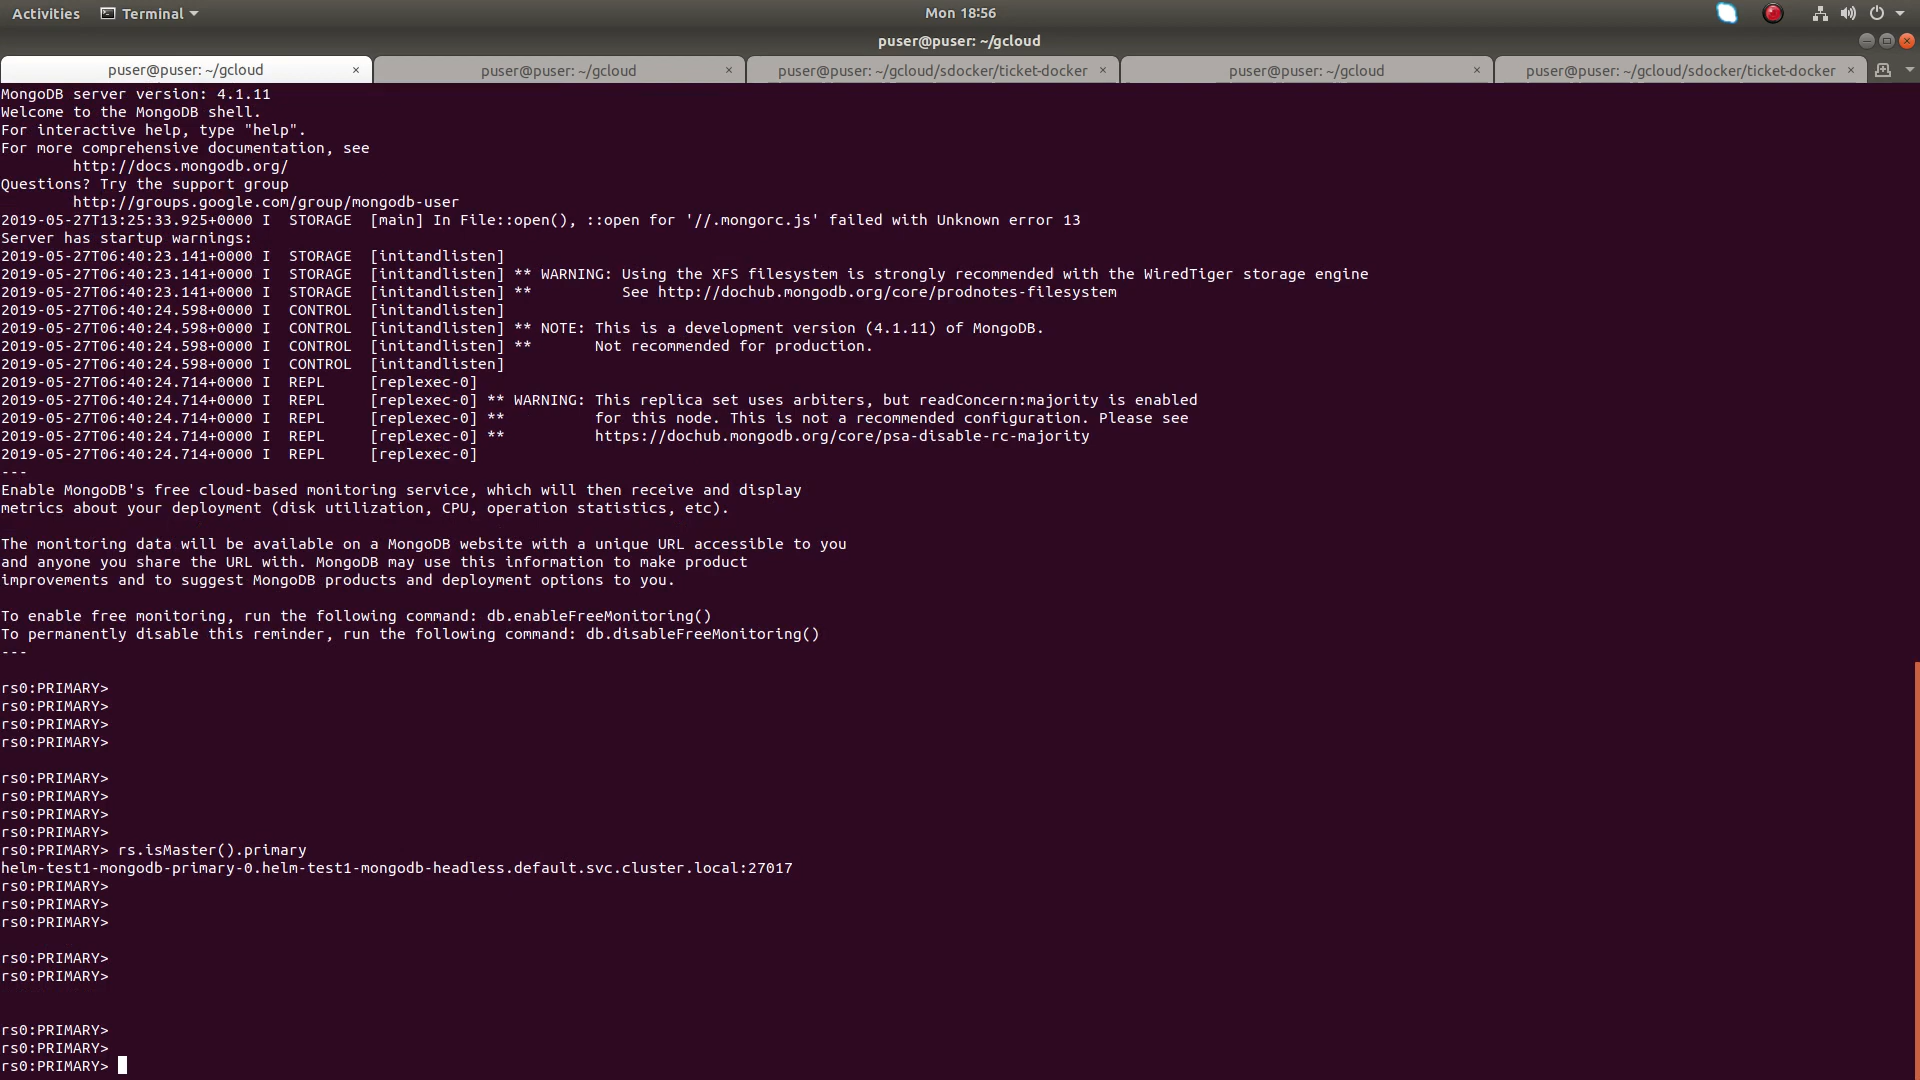 Activities Terminal Mon 18:56
puser@puser: ~/gcloud
puser@puser: ~/gcloud × puser@puser: ~/gcloud × puser@puser: ~/gcloud/sdocker/ticket-docker × puser@puser: ~/gcloud × puser@puser: ~/gcloud/sdocker/ticket-docker ×
MongoDB server version: 4.1.11
Welcome to the MongoDB shell.
For interactive help, type "help".
For more comprehensive documentation, see
        http://docs.mongodb.org/
Questions? Try the support group
        http://groups.google.com/group/mongodb-user
2019-05-27T13:25:33.925+0000 I  STORAGE  [main] In File::open(), ::open for '//.mongorc.js' failed with Unknown error 13
Server has startup warnings:
2019-05-27T06:40:23.141+0000 I  STORAGE  [initandlisten]
2019-05-27T06:40:23.141+0000 I  STORAGE  [initandlisten] ** WARNING: Using the XFS filesystem is strongly recommended with the WiredTiger storage engine
2019-05-27T06:40:23.141+0000 I  STORAGE  [initandlisten] **          See http://dochub.mongodb.org/core/prodnotes-filesystem
2019-05-27T06:40:24.598+0000 I  CONTROL  [initandlisten]
2019-05-27T06:40:24.598+0000 I  CONTROL  [initandlisten] ** NOTE: This is a development version (4.1.11) of MongoDB.
2019-05-27T06:40:24.598+0000 I  CONTROL  [initandlisten] **       Not recommended for production.
2019-05-27T06:40:24.598+0000 I  CONTROL  [initandlisten]
2019-05-27T06:40:24.714+0000 I  REPL     [replexec-0]
2019-05-27T06:40:24.714+0000 I  REPL     [replexec-0] ** WARNING: This replica set uses arbiters, but readConcern:majority is enabled
2019-05-27T06:40:24.714+0000 I  REPL     [replexec-0] **          for this node. This is not a recommended configuration. Please see
2019-05-27T06:40:24.714+0000 I  REPL     [replexec-0] **          https://dochub.mongodb.org/core/psa-disable-rc-majority
2019-05-27T06:40:24.714+0000 I  REPL     [replexec-0]
---
Enable MongoDB's free cloud-based monitoring service, which will then receive and display
metrics about your deployment (disk utilization, CPU, operation statistics, etc).
The monitoring data will be available on a MongoDB website with a unique URL accessible to you
and anyone you share the URL with. MongoDB may use this information to make product
improvements and to suggest MongoDB products and deployment options to you.
To enable free monitoring, run the following command: db.enableFreeMonitoring()
To permanently disable this reminder, run the following command: db.disableFreeMonitoring()
---
rs0:PRIMARY>
rs0:PRIMARY>
rs0:PRIMARY>
rs0:PRIMARY>
rs0:PRIMARY>
rs0:PRIMARY>
rs0:PRIMARY>
rs0:PRIMARY>
rs0:PRIMARY> rs.isMaster().primary
helm-test1-mongodb-primary-0.helm-test1-mongodb-headless.default.svc.cluster.local:27017
rs0:PRIMARY>
rs0:PRIMARY>
rs0:PRIMARY>
rs0:PRIMARY>
rs0:PRIMARY>
rs0:PRIMARY>
rs0:PRIMARY>
rs0:PRIMARY>